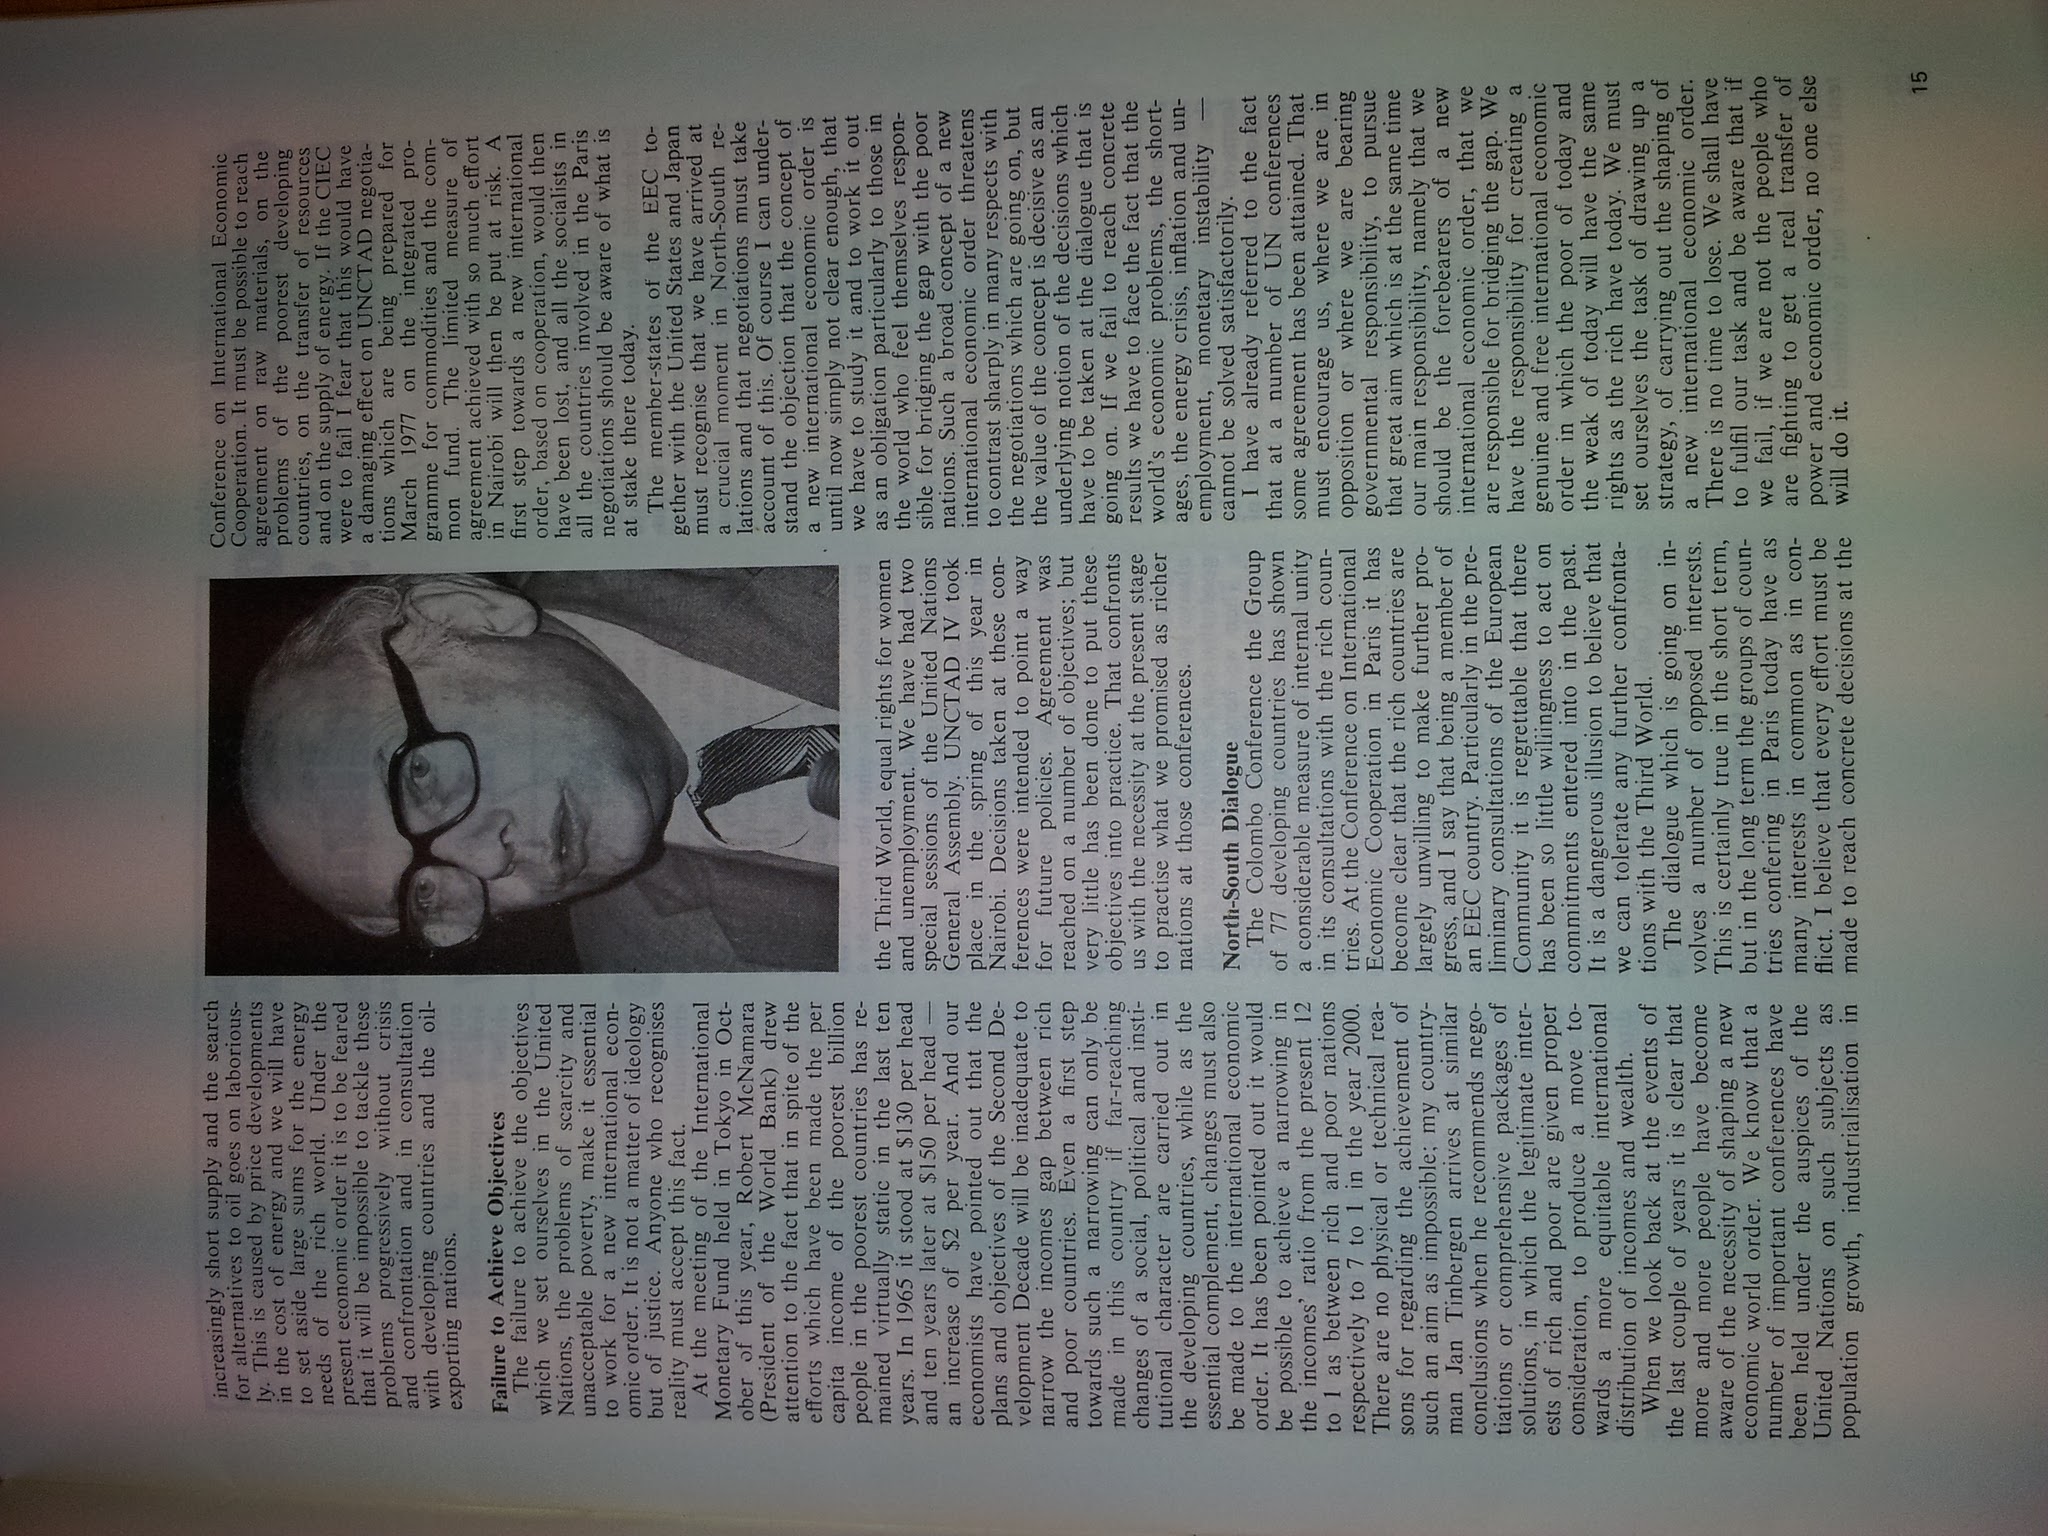 increasingly short supply and the search
for alternatives to oil goes on laborious-
ly. This is caused by price developments
in the cost of energy and we will have
to set aside large sums for the energy
needs of the rich world. Under the
present economic order it is to be feared
that it will be impossible to tackle these
problems progressively without crisis
and confrontation and in consultation
with developing countries and the oil-
exporting nations.
Failure to Achieve Objectives
The failure to achieve the objectives
which we set ourselves in the United
Nations, the problems of scarcity and
unacceptable poverty, make it essential
to work for a new international econ-
omic order. It is not a matter of ideology
but of justice. Anyone who recognises
reality must accept this fact.
At the meeting of the International
Monetary Fund held in Tokyo in Oct-
ober of this year, Robert McNamara
(President of the World Bank) drew
attention to the fact that in spite of the
efforts which have been made the per
capita income of the poorest billion
people in the poorest countries has re-
mained virtually static in the last ten
years. In 1965 it stood at $130 per head
and ten years later at $150 per head —
an increase of $2 per year. And our
economists have pointed out that the
plans and objectives of the Second De-
velopment Decade will be inadequate to
narrow the incomes gap between rich
and poor countries. Even a first step
towards such a narrowing can only be
made in this country if far-reaching
changes of a social, political and insti-
tutional character are carried out in
the developing countries, while as the
essential complement, changes must also
be made to the international economic
order. It has been pointed out it would
be possible to achieve a narrowing in
the incomes' ratio from the present 12
to 1 as between rich and poor nations
respectively to 7 to 1 in the year 2000.
There are no physical or technical rea-
sons for regarding the achievement of
such an aim as impossible; my country-
man Jan Tinbergen arrives at similar
conclusions when he recommends nego-
tiations or comprehensive packages of
solutions, in which the legitimate inter-
ests of rich and poor are given proper
consideration, to produce a move to-
wards a more equitable international
distribution of incomes and wealth.
When we look back at the events of
the last couple of years it is clear that
more and more people have become
aware of the necessity of shaping a new
economic world order. We know that a
number of important conferences have
been held under the auspices of the
United Nations on such subjects as
population growth, industrialisation in
the Third World, equal rights for women
and unemployment. We have had two
special sessions of the United Nations
General Assembly. UNCTAD IV took
place in the spring of this year in
Nairobi. Decisions taken at these con-
ferences were intended to point a way
for future policies. Agreement was
reached on a number of objectives; but
very little has been done to put these
objectives into practice. That confronts
us with the necessity at the present stage
to practise what we promised as richer
nations at those conferences.
North-South Dialogue
The Colombo Conference the Group
of 77 developing countries has shown
a considerable measure of internal unity
in its consultations with the rich coun-
tries. At the Conference on International
Economic Cooperation in Paris it has
become clear that the rich countries are
largely unwilling to make further pro-
gress, and I say that being a member of
an EEC country. Particularly in the pre-
liminary consultations of the European
Community it is regrettable that there
has been so little willingness to act on
commitments entered into in the past.
It is a dangerous illusion to believe that
we can tolerate any further confronta-
tions with the Third World.
The dialogue which is going on in-
volves a number of opposed interests.
This is certainly true in the short term,
but in the long term the groups of coun-
tries confering in Paris today have as
many interests in common as in con-
flict. I believe that every effort must be
made to reach concrete decisions at the
Conference on International Economic
Cooperation. It must be possible to reach
agreement on raw materials, on the
problems of the poorest developing
countries, on the transfer of resources
and on the supply of energy. If the CIEC
were to fail I fear that this would have
a damaging effect on UNCTAD negotia-
tions which are being prepared for
March 1977 on the integrated pro-
gramme for commodities and the com-
mon fund. The limited measure of
agreement achieved with so much effort
in Nairobi will then be put at risk. A
first step towards a new international
order, based on cooperation, would then
have been lost, and all the socialists in
all the countries involved in the Paris
negotiations should be aware of what is
at stake there today.
The member-states of the EEC to-
gether with the United States and Japan
must recognise that we have arrived at
a crucial moment in North-South re-
lations and that negotiations must take
account of this. Of course I can under-
stand the objection that the concept of
a new international economic order is
until now simply not clear enough, that
we have to study it and to work it out
as an obligation particularly to those in
the world who feel themselves respon-
sible for bridging the gap with the poor
nations. Such a broad concept of a new
international economic order threatens
to contrast sharply in many respects with
the negotiations which are going on, but
the value of the concept is decisive as an
underlying notion of the decisions which
have to be taken at the dialogue that is
going on. If we fail to reach concrete
results we have to face the fact that the
world's economic problems, the short-
ages, the energy crisis, inflation and un-
employment, monetary instability —
cannot be solved satisfactorily.
I have already referred to the fact
that at a number of UN conferences
some agreement has been attained. That
must encourage us, where we are in
opposition or where we are bearing
governmental responsibility, to pursue
that great aim which is at the same time
our main responsibility, namely that we
should be the forebearers of a new
international economic order, that we
are responsible for bridging the gap. We
have the responsibility for creating a
genuine and free international economic
order in which the poor of today and
the weak of today will have the same
rights as the rich have today. We must
set ourselves the task of drawing up a
strategy, of carrying out the shaping of
a new international economic order.
There is no time to lose. We shall have
to fulfil our task and be aware that if
we fail, if we are not the people who
are fighting to get a real transfer of
power and economic order, no one else
will do it.
15